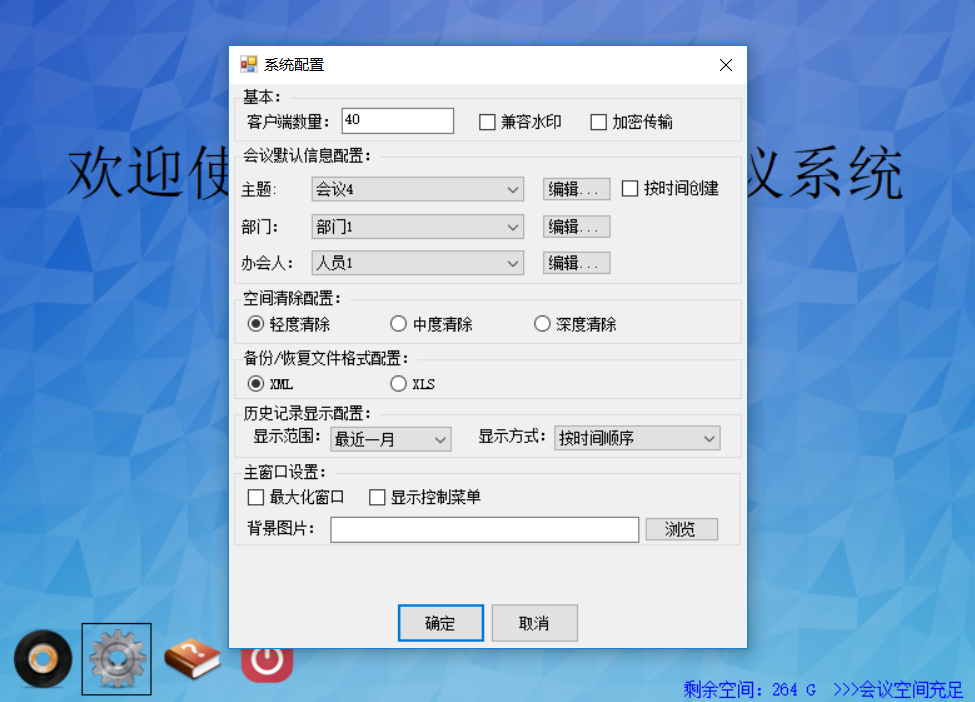 系统配置
基本:
客户端数量: 40 兼容水印 加密传输
会议默认信息配置:
欢迎使 议系统
主题: 会议4 编辑... 按时间创建
部门: 部门1 编辑...
办会人: 人员1 编辑...
空间清除配置:
轻度清除 中度清除 深度清除
备份/恢复文件格式配置:
XML XLS
历史记录显示配置:
显示范围: 最近一月 显示方式: 按时间顺序
主窗口设置:
最大化窗口 显示控制菜单
背景图片: 浏览
确定 取消
?
剩余空间: 264 G >>>会议空间充足